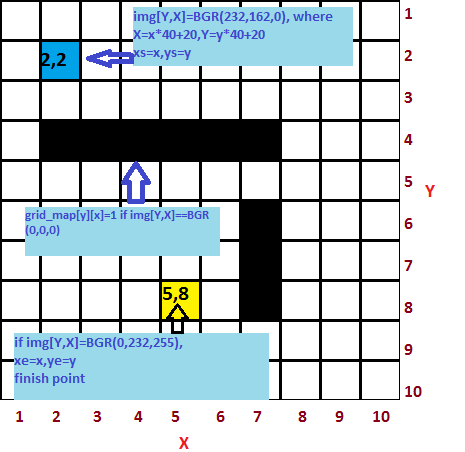 img[Y,X]=BGR(232,162,0), where
X=x*40+20,Y=y*40+20
xs=x,ys=y
1
2,2
2
3
4
5
grid_map[y][x]=1 if img[Y,X]==BGR
(0,0,0)
Y
6
7
5,8
8
if img[Y,X]=BGR(0,232,255),
xe=x,ye=y
finish point
9
10
1 2 3 4 5 6 7 8 9 10
X